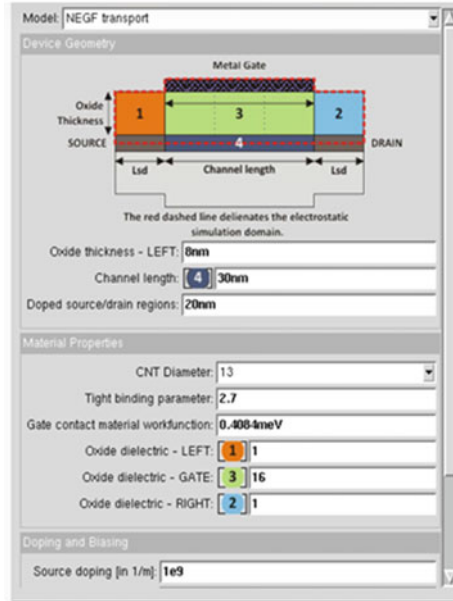 Model: NEGF transport
Device Geometry
Metal Gate
Oxide
Thickness
1
3
2
4
SOURCE
DRAIN
Lsd
Channel length
Lsd
The red dashed line delienates the electrostatic
simulation domain.
Oxide thickness - LEFT: 8nm
Channel length: 4 30nm
Doped source/drain regions: 20nm
Material Properties
CNT Diameter: 13
Tight binding parameter: 2.7
Gate contact material workfunction: 0.4084meV
Oxide dielectric - LEFT: 1 1
Oxide dielectric - GATE: 3 16
Oxide dielectric - RIGHT: 2 1
Doping and Biasing
Source doping [in 1/m]: 1e9